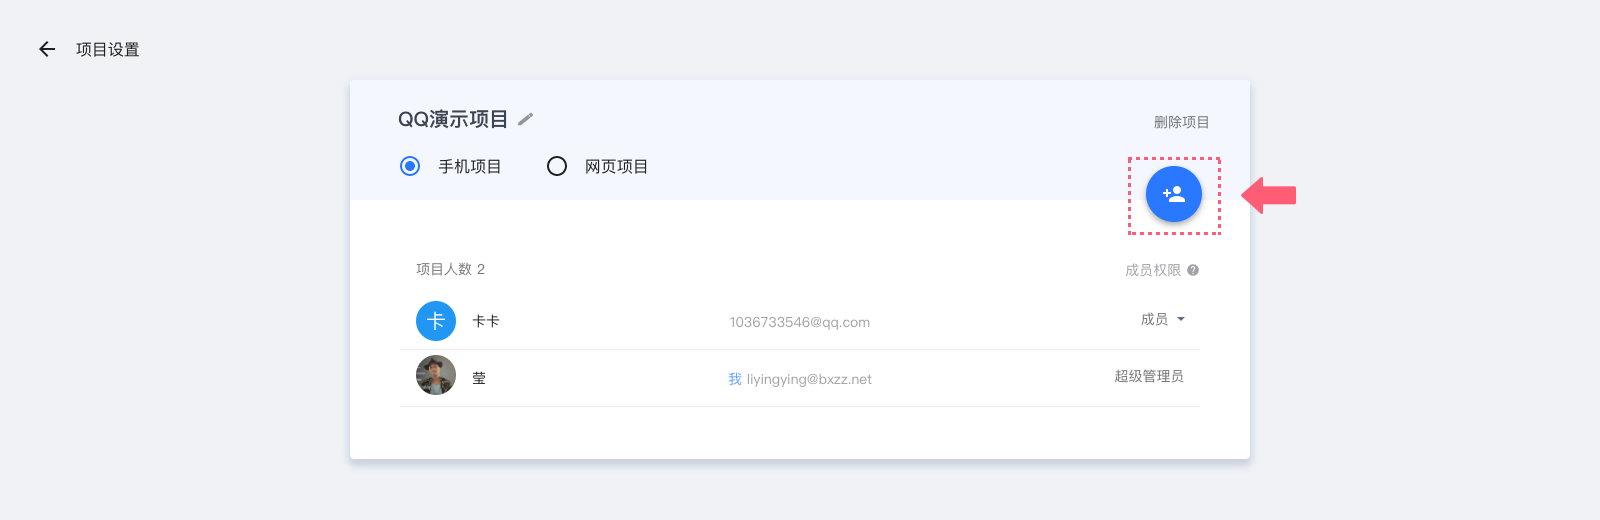 项目设置
QQ演示项目
删除项目
手机项目 网页项目
项目人数 2 成员权限 ?
卡 卡卡 1036733546@qq.com 成员
莹 我 liyingying@bxzz.net 超级管理员